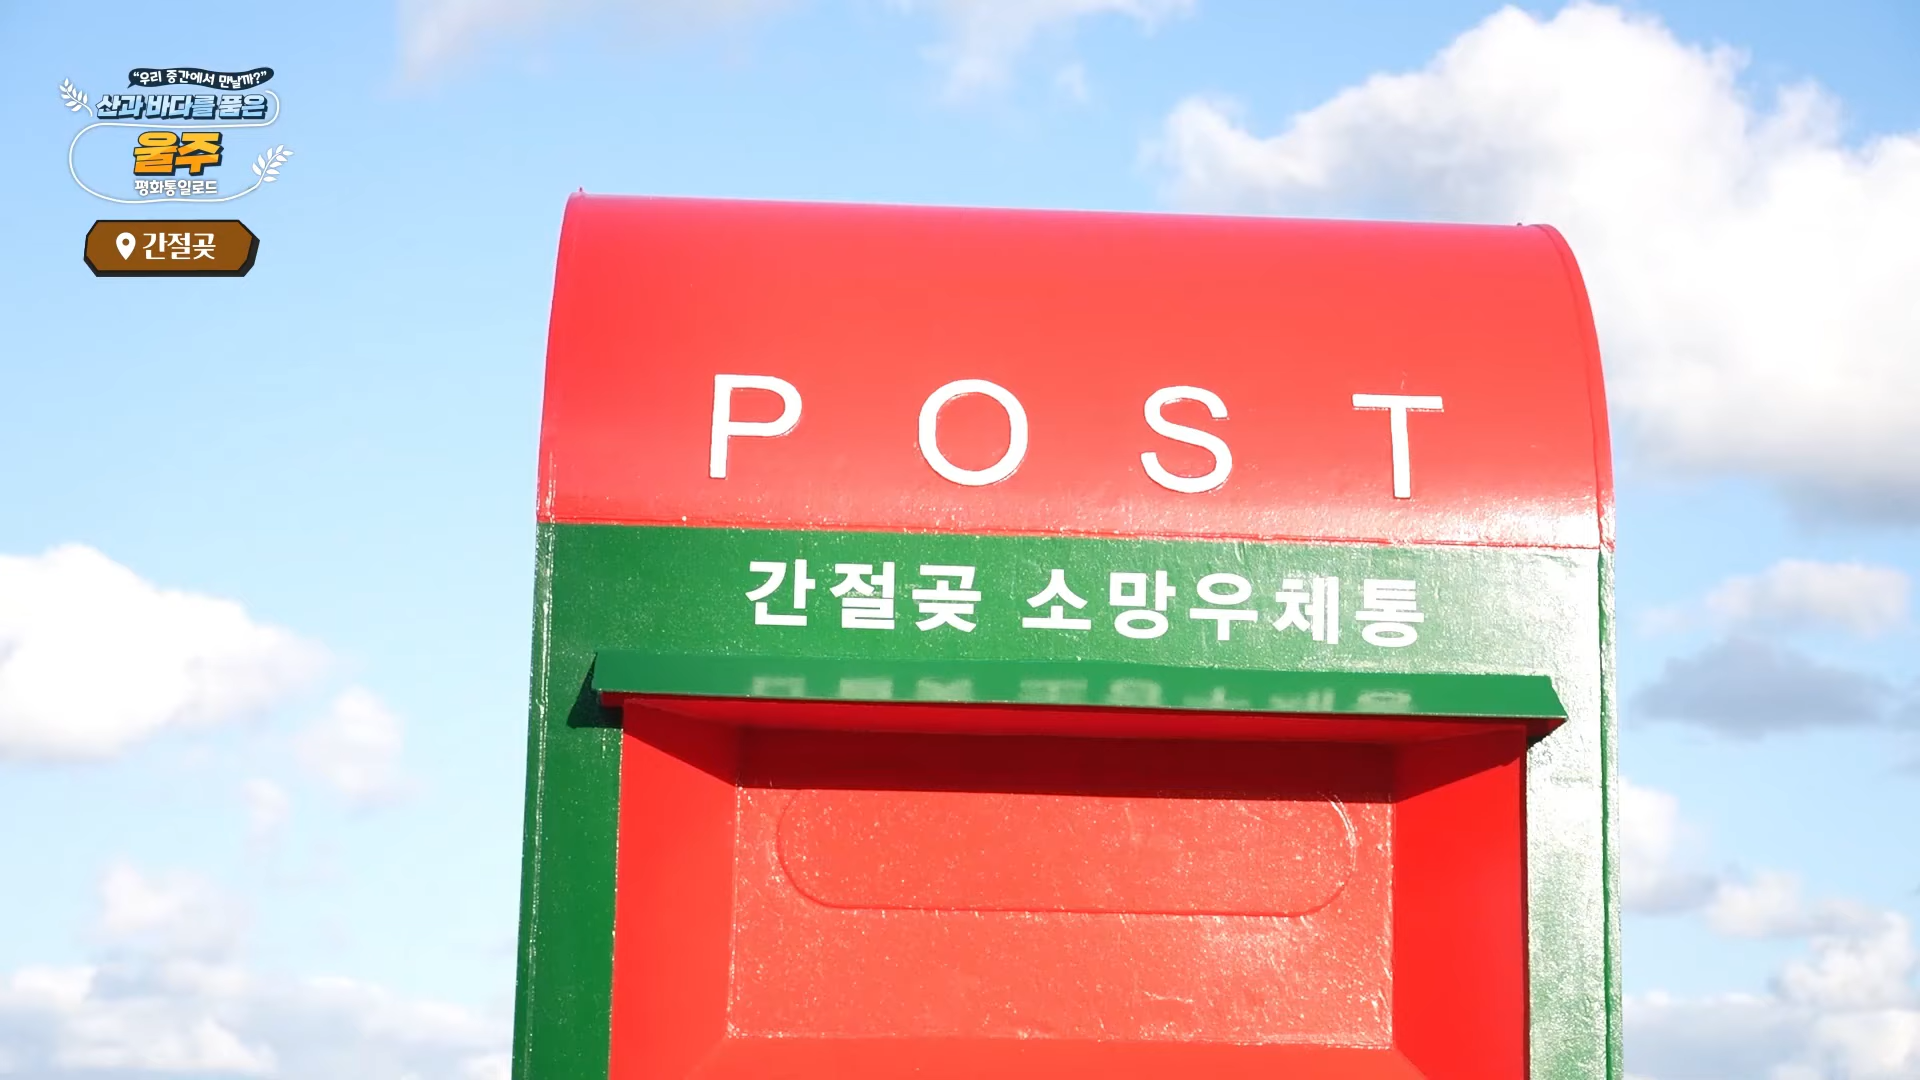 “우리 중간에서 만날까?”
산과 바다를 품은
울주
평화통일로드
간절곶
POST
간절곶 소망우체통